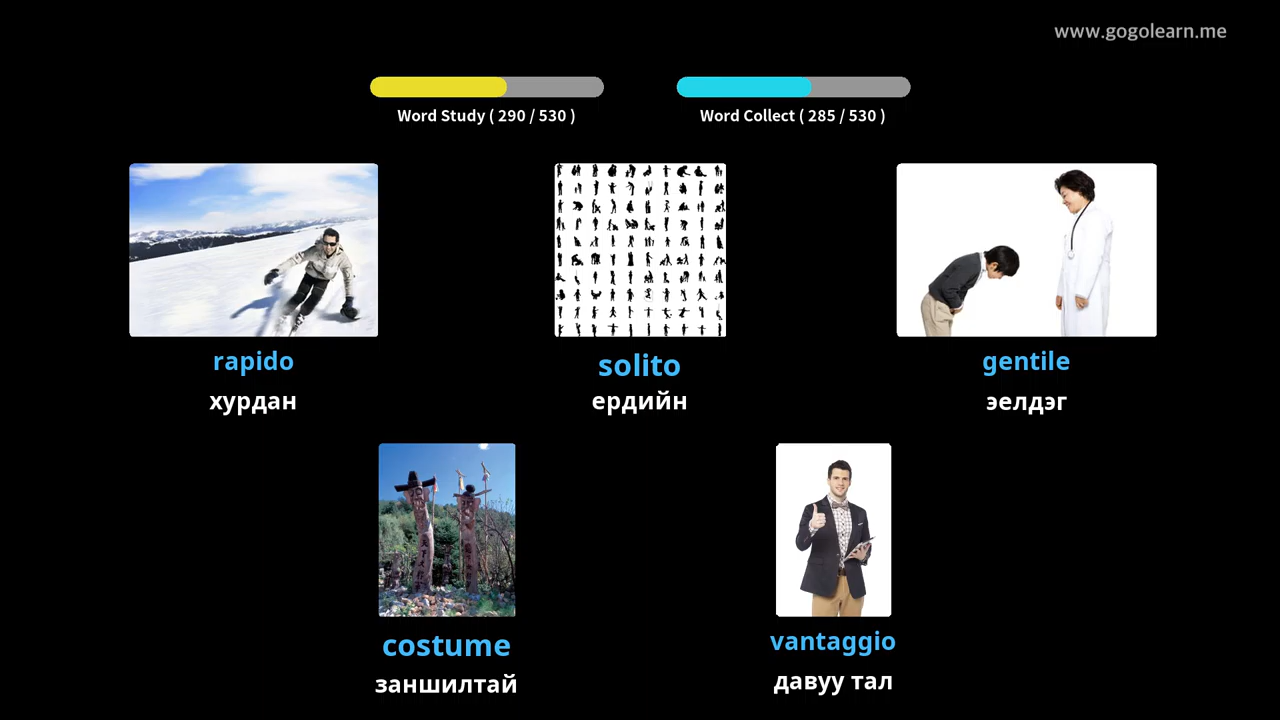 www.gogolearn.me
Word Study ( 290 / 530 )
Word Collect ( 285 / 530 )
rapido
хурдан
solito
ердийн
gentile
эелдэг
costume
заншилтай
vantaggio
давуу тал